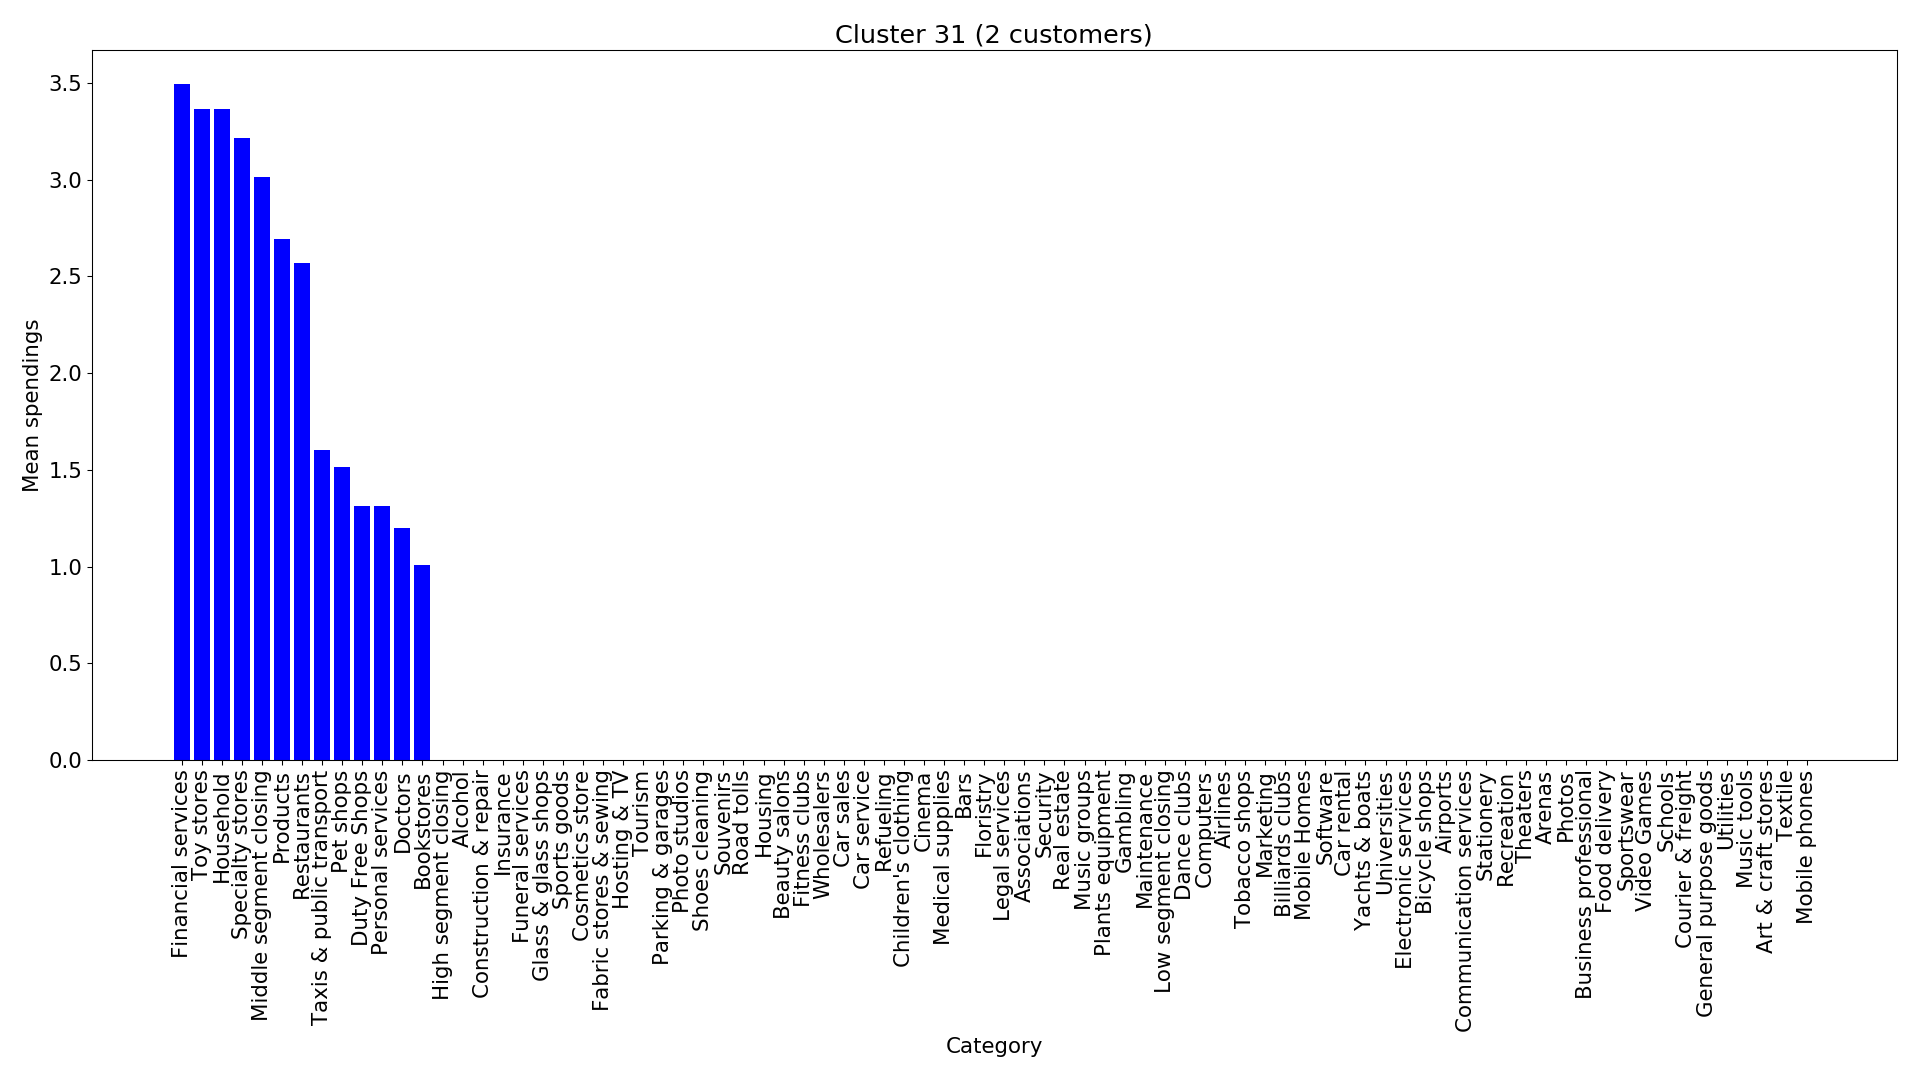 Cluster 31 (2 customers)
Mean spendings
3.5
3.0
2.5
2.0
1.5
1.0
0.5
0.0
Financial services
Toy stores
Household
Specialty stores
Middle segment closing
Products
Restaurants
Taxis & public transport
Pet shops
Duty Free Shops
Personal services
Doctors
Bookstores
High segment closing
Alcohol
Construction & repair
Insurance
Funeral services
Glass & glass shops
Sports goods
Cosmetics store
Fabric stores & sewing
Hosting & TV
Tourism
Parking & garages
Photo studios
Shoes cleaning
Souvenirs
Road tolls
Housing
Beauty salons
Fitness clubs
Wholesalers
Car sales
Car service
Refueling
Children's clothing
Cinema
Medical supplies
Bars
Floristry
Legal services
Associations
Security
Real estate
Music groups
Plants equipment
Gambling
Maintenance
Low segment closing
Dance clubs
Computers
Airlines
Tobacco shops
Marketing
Billiards clubs
Mobile Homes
Software
Car rental
Yachts & boats
Universities
Electronic services
Bicycle shops
Airports
Communication services
Stationery
Recreation
Theaters
Arenas
Photos
Business professional
Food delivery
Sportswear
Video Games
Schools
Courier & freight
General purpose goods
Utilities
Music tools
Art & craft stores
Textile
Mobile phones
Category